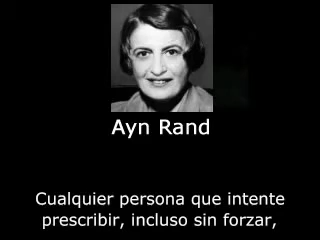 Ayn Rand
Cualquier persona que intente
prescribir, incluso sin forzar,